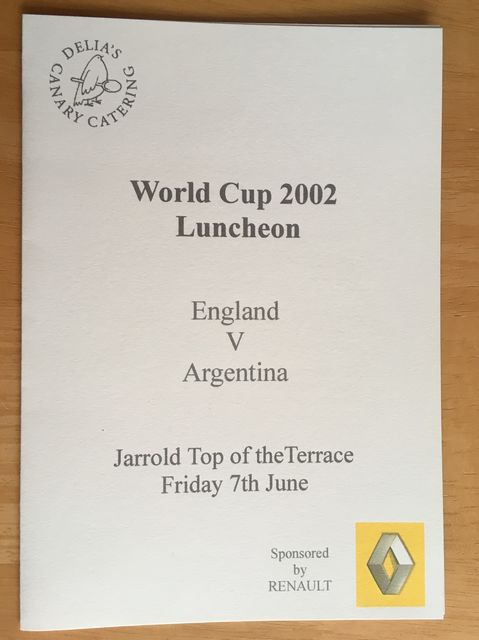 DELIA'S
CANARY CATERING
World Cup 2002
Luncheon
England
V
Argentina
Jarrold Top of theTerrace
Friday 7th June
Sponsored
by
RENAULT